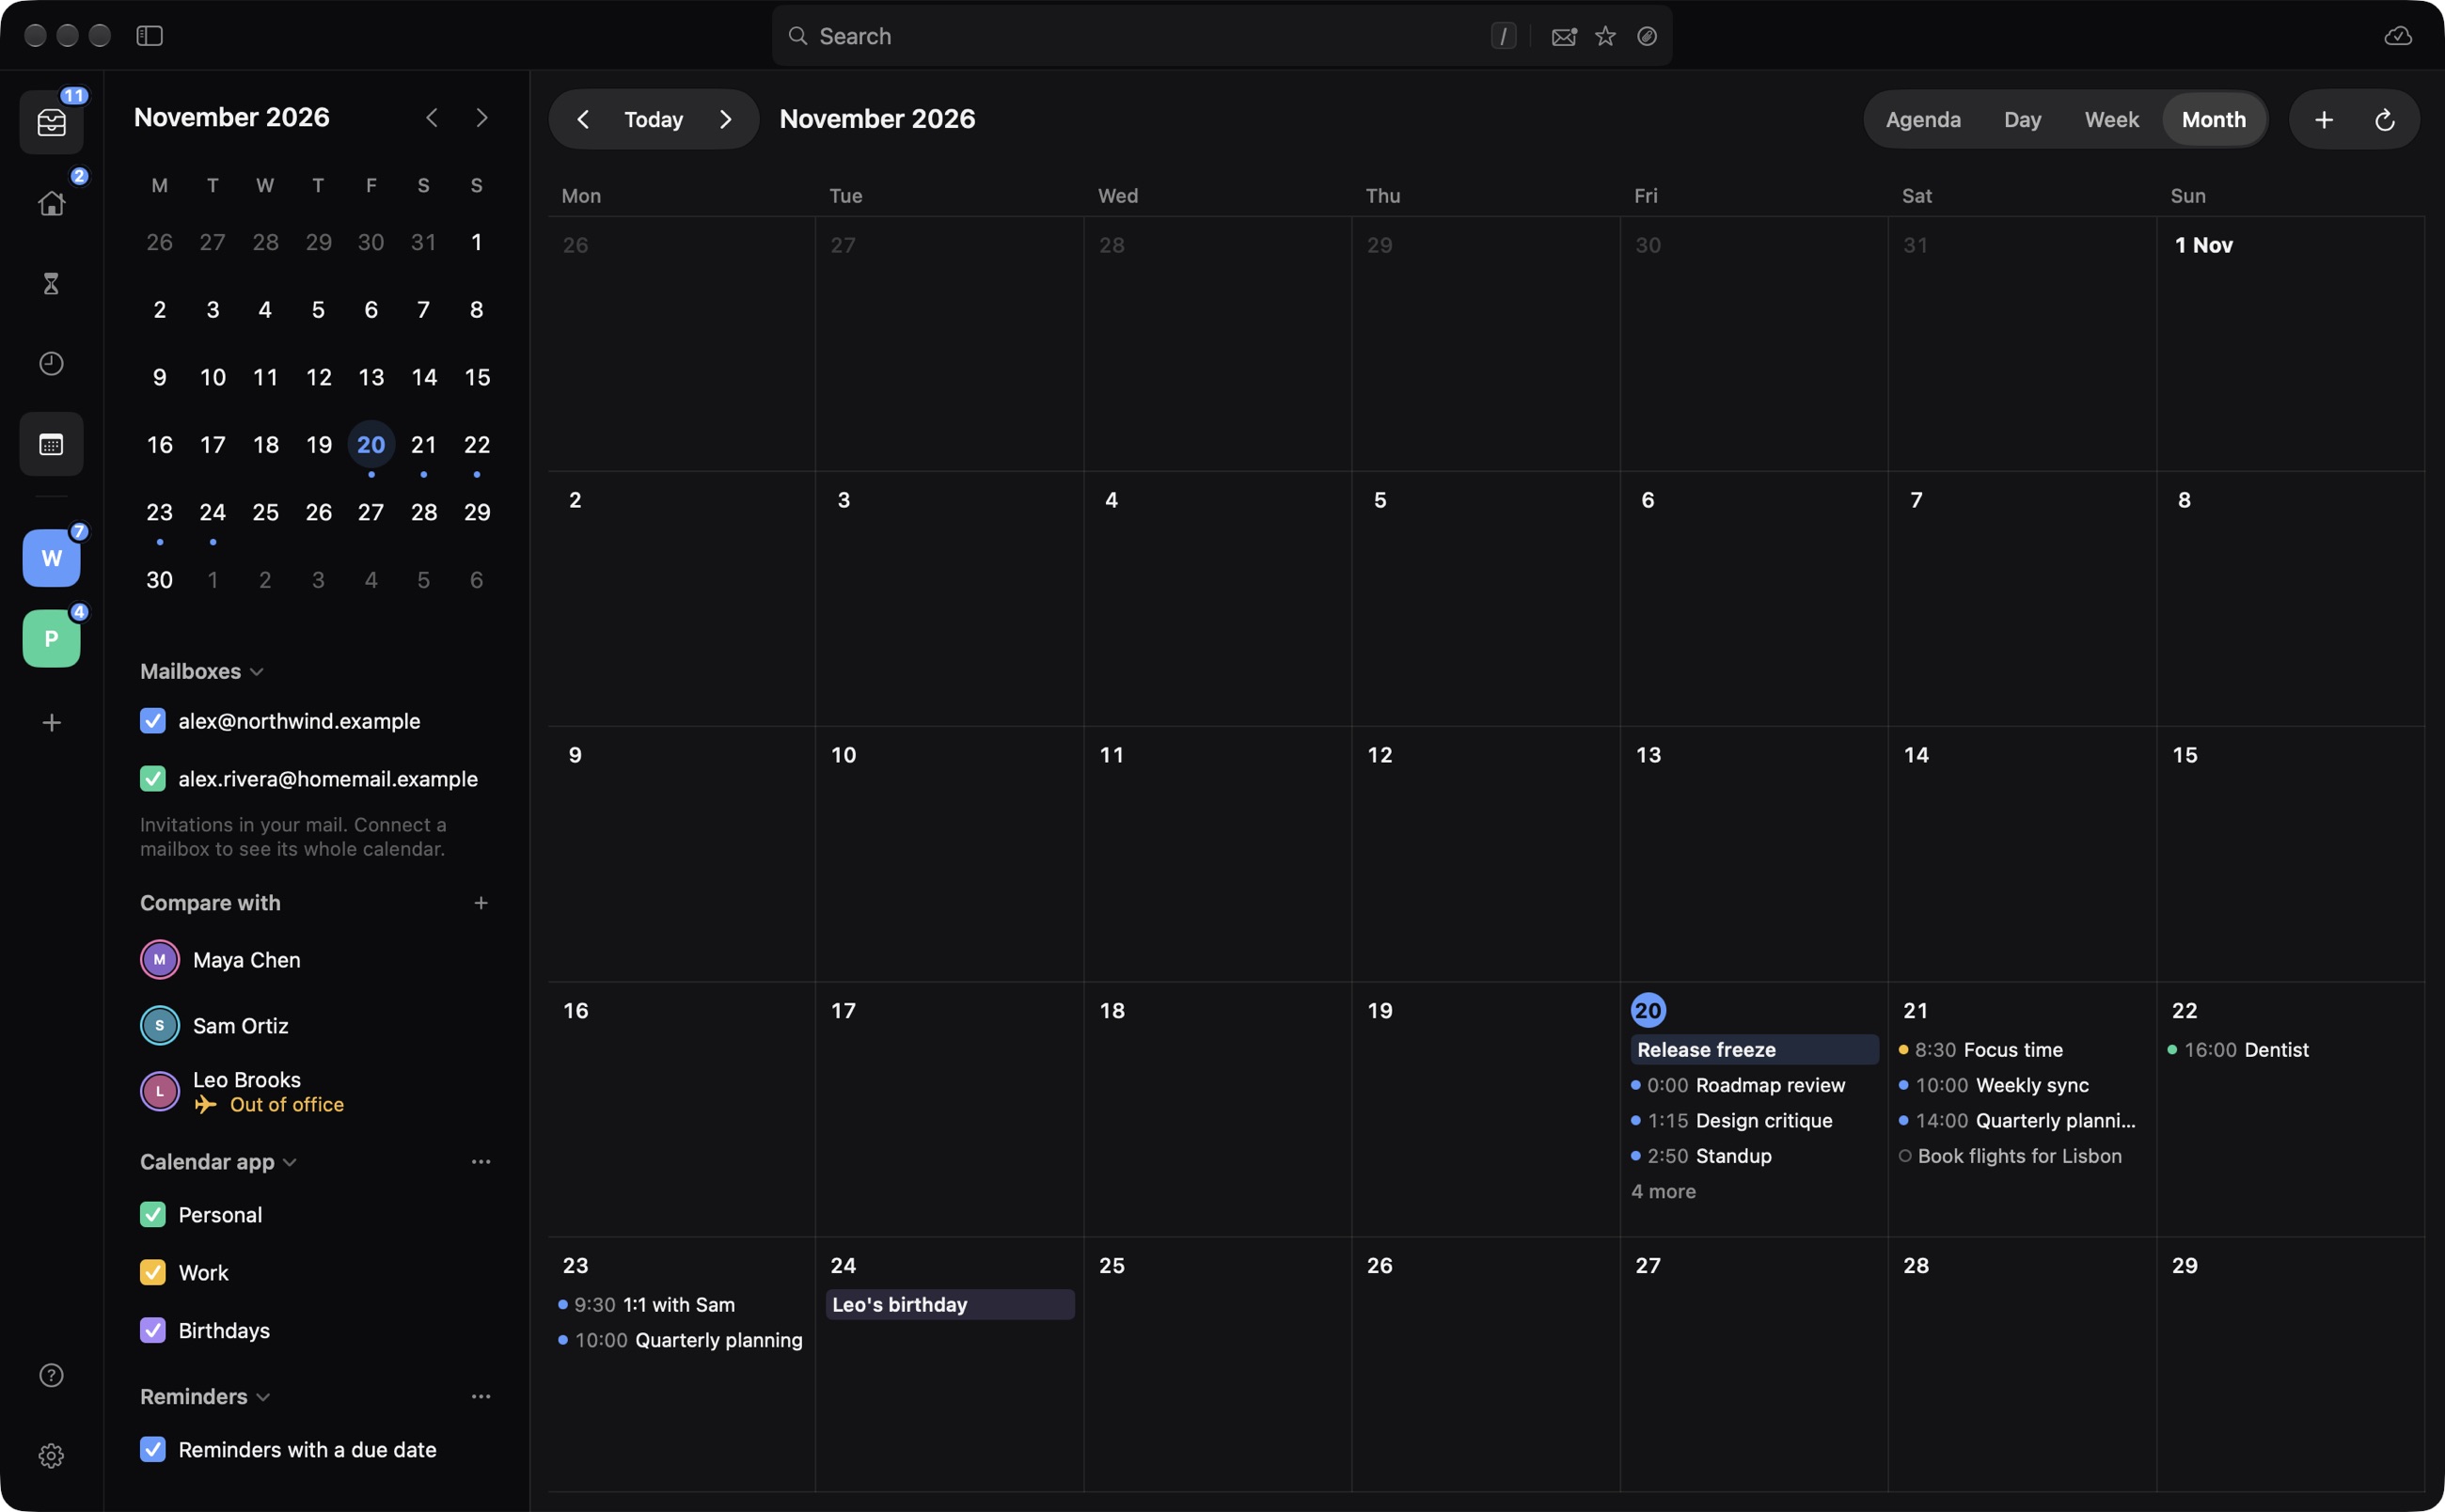 Search /
11
2
7
W
4
P
November 2026
M T W T F S S
26 27 28 29 30 31 1
2 3 4 5 6 7 8
9 10 11 12 13 14 15
16 17 18 19 20 21 22
23 24 25 26 27 28 29
30 1 2 3 4 5 6
Mailboxes
alex@northwind.example
alex.rivera@homemail.example
Invitations in your mail. Connect a
mailbox to see its whole calendar.
Compare with
M Maya Chen
S Sam Ortiz
L Leo Brooks
Out of office
Calendar app
Personal
Work
Birthdays
Reminders
Reminders with a due date
Today
November 2026
Agenda Day Week Month
Mon Tue Wed Thu Fri Sat Sun
26 27 28 29 30 31 1 Nov
2 3 4 5 6 7 8
9 10 11 12 13 14 15
16 17 18 19 20 21 22
Release freeze
0:00 Roadmap review
1:15 Design critique
2:50 Standup
4 more
8:30 Focus time
10:00 Weekly sync
14:00 Quarterly planni...
Book flights for Lisbon
16:00 Dentist
23 24 25 26 27 28 29
9:30 1:1 with Sam
10:00 Quarterly planning
Leo's birthday